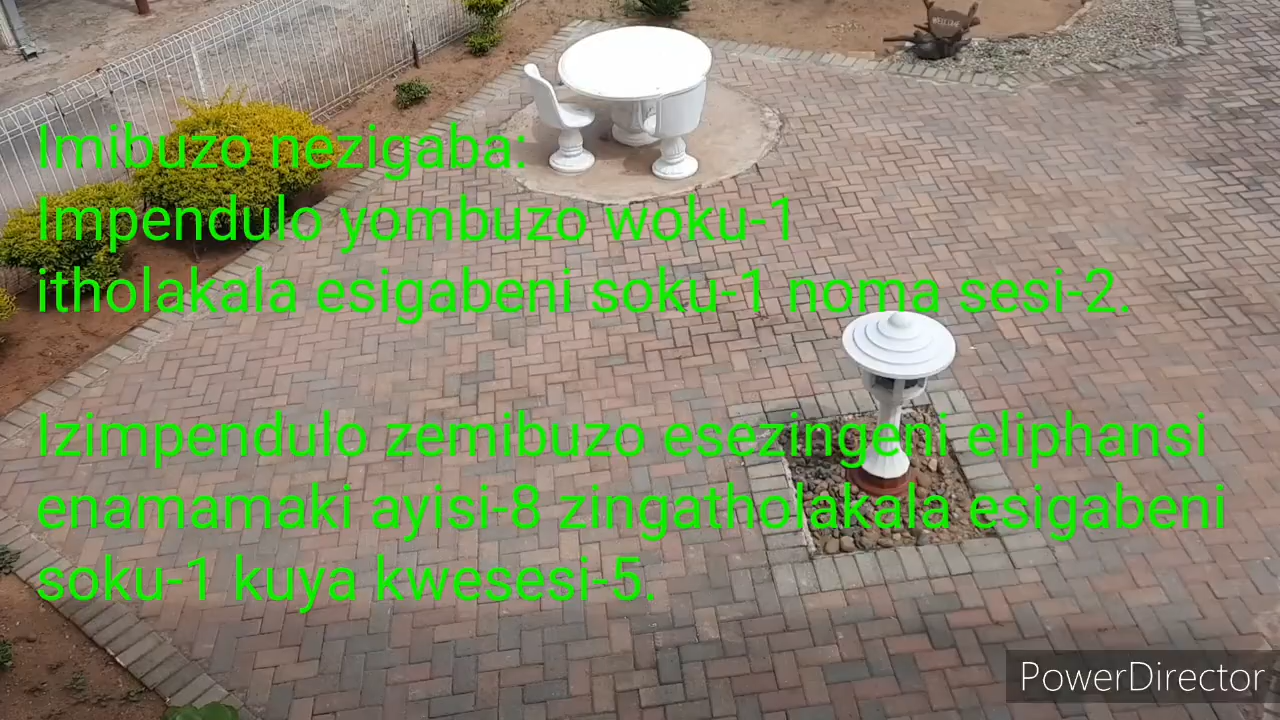 WELCOME
Imibuzo nezigaba:
Impendulo yombuzo woku-1
itholakala esigabeni soku-1 noma sesi-2.
Izimpendulo zemibuzo esezingeni eliphansi
enamamaki ayisi-8 zingatholakala esigabeni
soku-1 kuya kwesesi-5.
PowerDirector